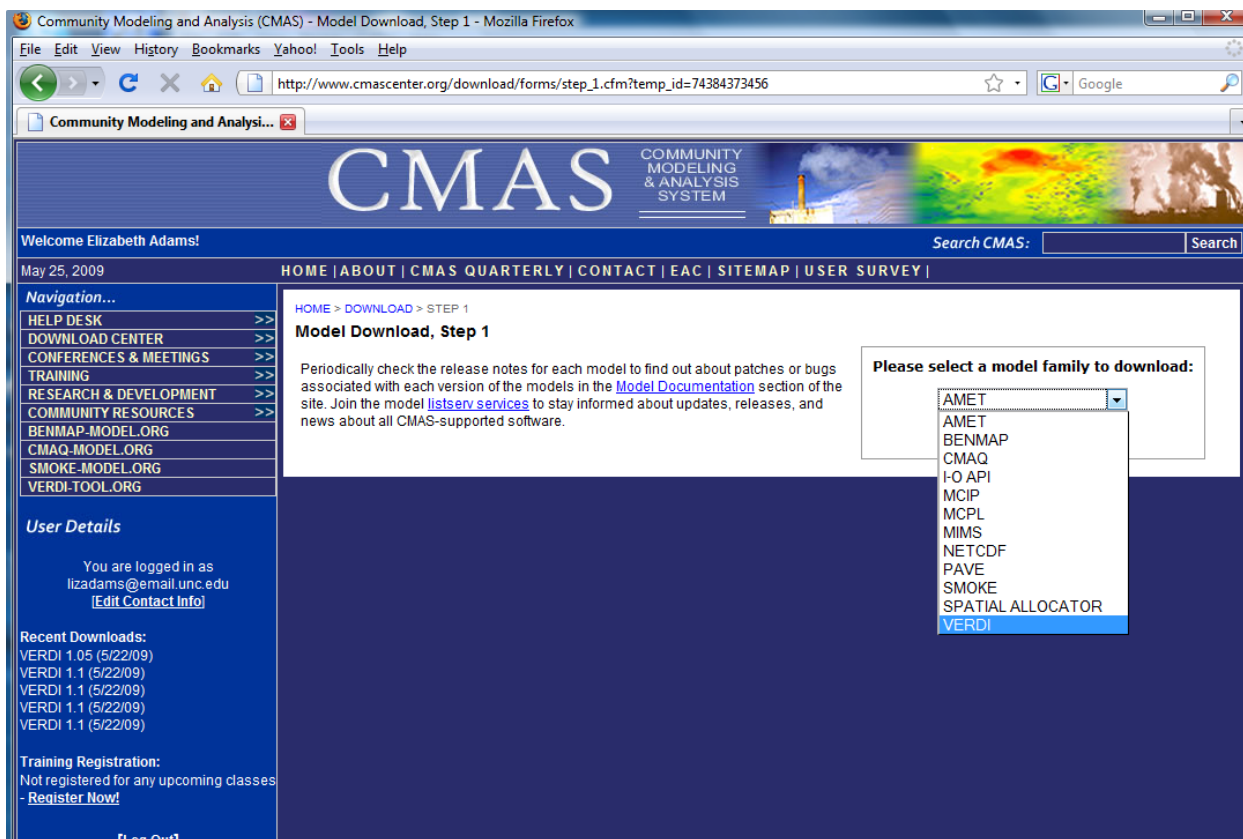 Community Modeling and Analysis (CMAS) - Model Download, Step 1 - Mozilla Firefox
File Edit View History Bookmarks Yahoo! Tools Help
http://www.cmascenter.org/download/forms/step_1.cfm?temp_id=74384373456
G Google
Community Modeling and Analysi...
CMAS
COMMUNITY
MODELING
& ANALYSIS
SYSTEM
Welcome Elizabeth Adams!
Search CMAS: Search
May 25, 2009
HOME | ABOUT | CMAS QUARTERLY | CONTACT | EAC | SITEMAP | USER SURVEY |
Navigation...
HELP DESK >>
DOWNLOAD CENTER >>
CONFERENCES & MEETINGS >>
TRAINING >>
RESEARCH & DEVELOPMENT >>
COMMUNITY RESOURCES >>
BENMAP-MODEL.ORG
CMAQ-MODEL.ORG
SMOKE-MODEL.ORG
VERDI-TOOL.ORG
User Details
You are logged in as
lizadams@email.unc.edu
[Edit Contact Info]
Recent Downloads:
VERDI 1.05 (5/22/09)
VERDI 1.1 (5/22/09)
VERDI 1.1 (5/22/09)
VERDI 1.1 (5/22/09)
VERDI 1.1 (5/22/09)
Training Registration:
Not registered for any upcoming classes
- Register Now!
[Log Out]
HOME > DOWNLOAD > STEP 1
Model Download, Step 1
Periodically check the release notes for each model to find out about patches or bugs
associated with each version of the models in the Model Documentation section of the
site. Join the model listserv services to stay informed about updates, releases, and
news about all CMAS-supported software.
Please select a model family to download:
AMET
AMET
BENMAP
CMAQ
I-O API
MCIP
MCPL
MIMS
NETCDF
PAVE
SMOKE
SPATIAL ALLOCATOR
VERDI